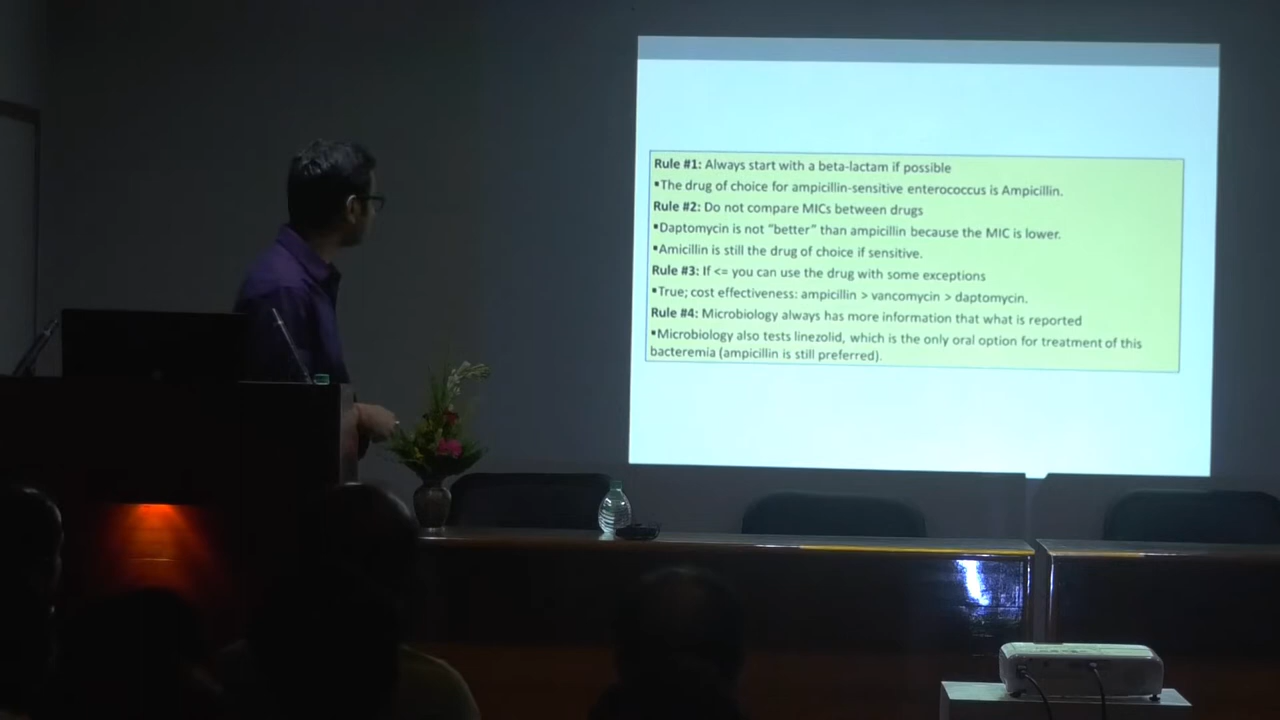 Rule #1: Always start with a beta-lactam if possible
▪The drug of choice for ampicillin-sensitive enterococcus is Ampicillin.
Rule #2: Do not compare MICs between drugs
▪Daptomycin is not “better” than ampicillin because the MIC is lower.
▪Amicillin is still the drug of choice if sensitive.
Rule #3: If <= you can use the drug with some exceptions
▪True; cost effectiveness: ampicillin > vancomycin > daptomycin.
Rule #4: Microbiology always has more information that what is reported
▪Microbiology also tests linezolid, which is the only oral option for treatment of this
bacteremia (ampicillin is still preferred).